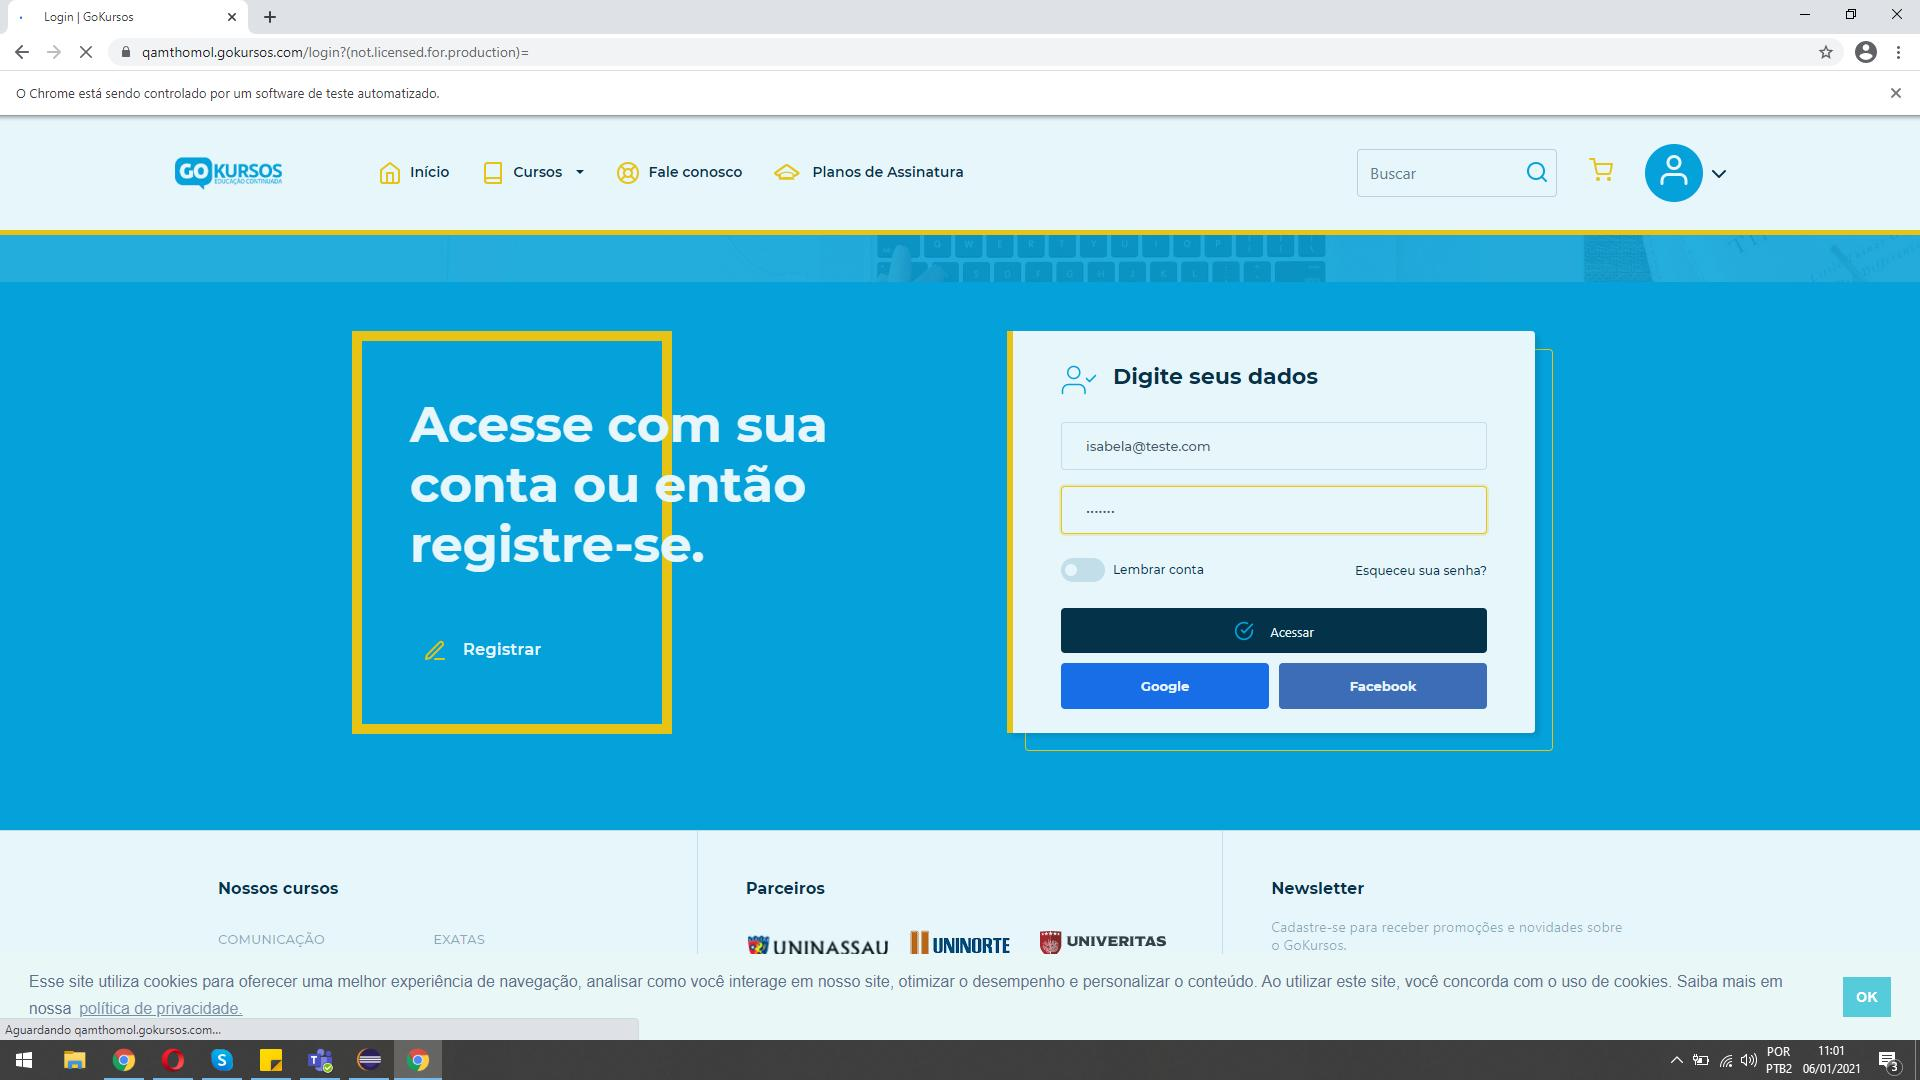 Login | GoKursos
qamthomol.gokursos.com/login?(not.licensed.for.production)=
O Chrome está sendo controlado por um software de teste automatizado.
GOKURSOS
EDUCAÇÃO CONTINUADA
Início
Cursos
Fale conosco
Planos de Assinatura
Buscar
Acesse com sua
conta ou então
registre-se.
Registrar
Digite seus dados
isabela@teste.com
.......
Lembrar conta
Esqueceu sua senha?
Acessar
Google
Facebook
Nossos cursos
COMUNICAÇÃO
EXATAS
Parceiros
UNINASSAU
UNINORTE
UNIVERITAS
Newsletter
Cadastre-se para receber promoções e novidades sobre
o GoKursos.
Esse site utiliza cookies para oferecer uma melhor experiência de navegação, analisar como você interage em nosso site, otimizar o desempenho e personalizar o conteúdo. Ao utilizar este site, você concorda com o uso de cookies. Saiba mais em
nossa política de privacidade.
OK
Aguardando qamthomol.gokursos.com...
POR
PTB2
11:01
06/01/2021
3